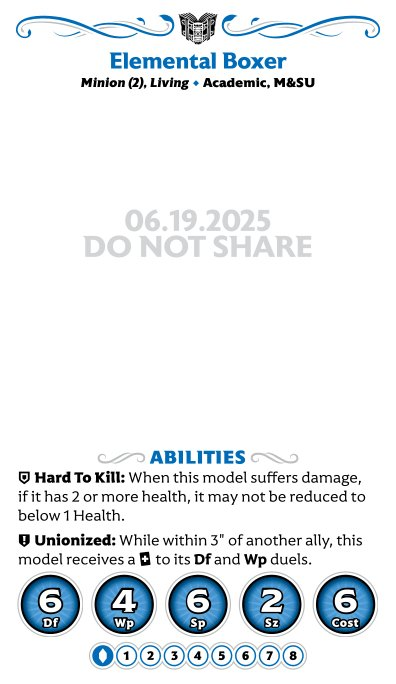 Elemental Boxer
Minion (2), Living ♦ Academic, M&SU
06.19.2025
DO NOT SHARE
ABILITIES
Hard To Kill: When this model suffers damage,
if it has 2 or more health, it may not be reduced to
below 1 Health.
Unionized: While within 3" of another ally, this
model receives a + to its Df and Wp duels.
6 4 6 2 6
Df Wp Sp Sz Cost
1 2 3 4 5 6 7 8